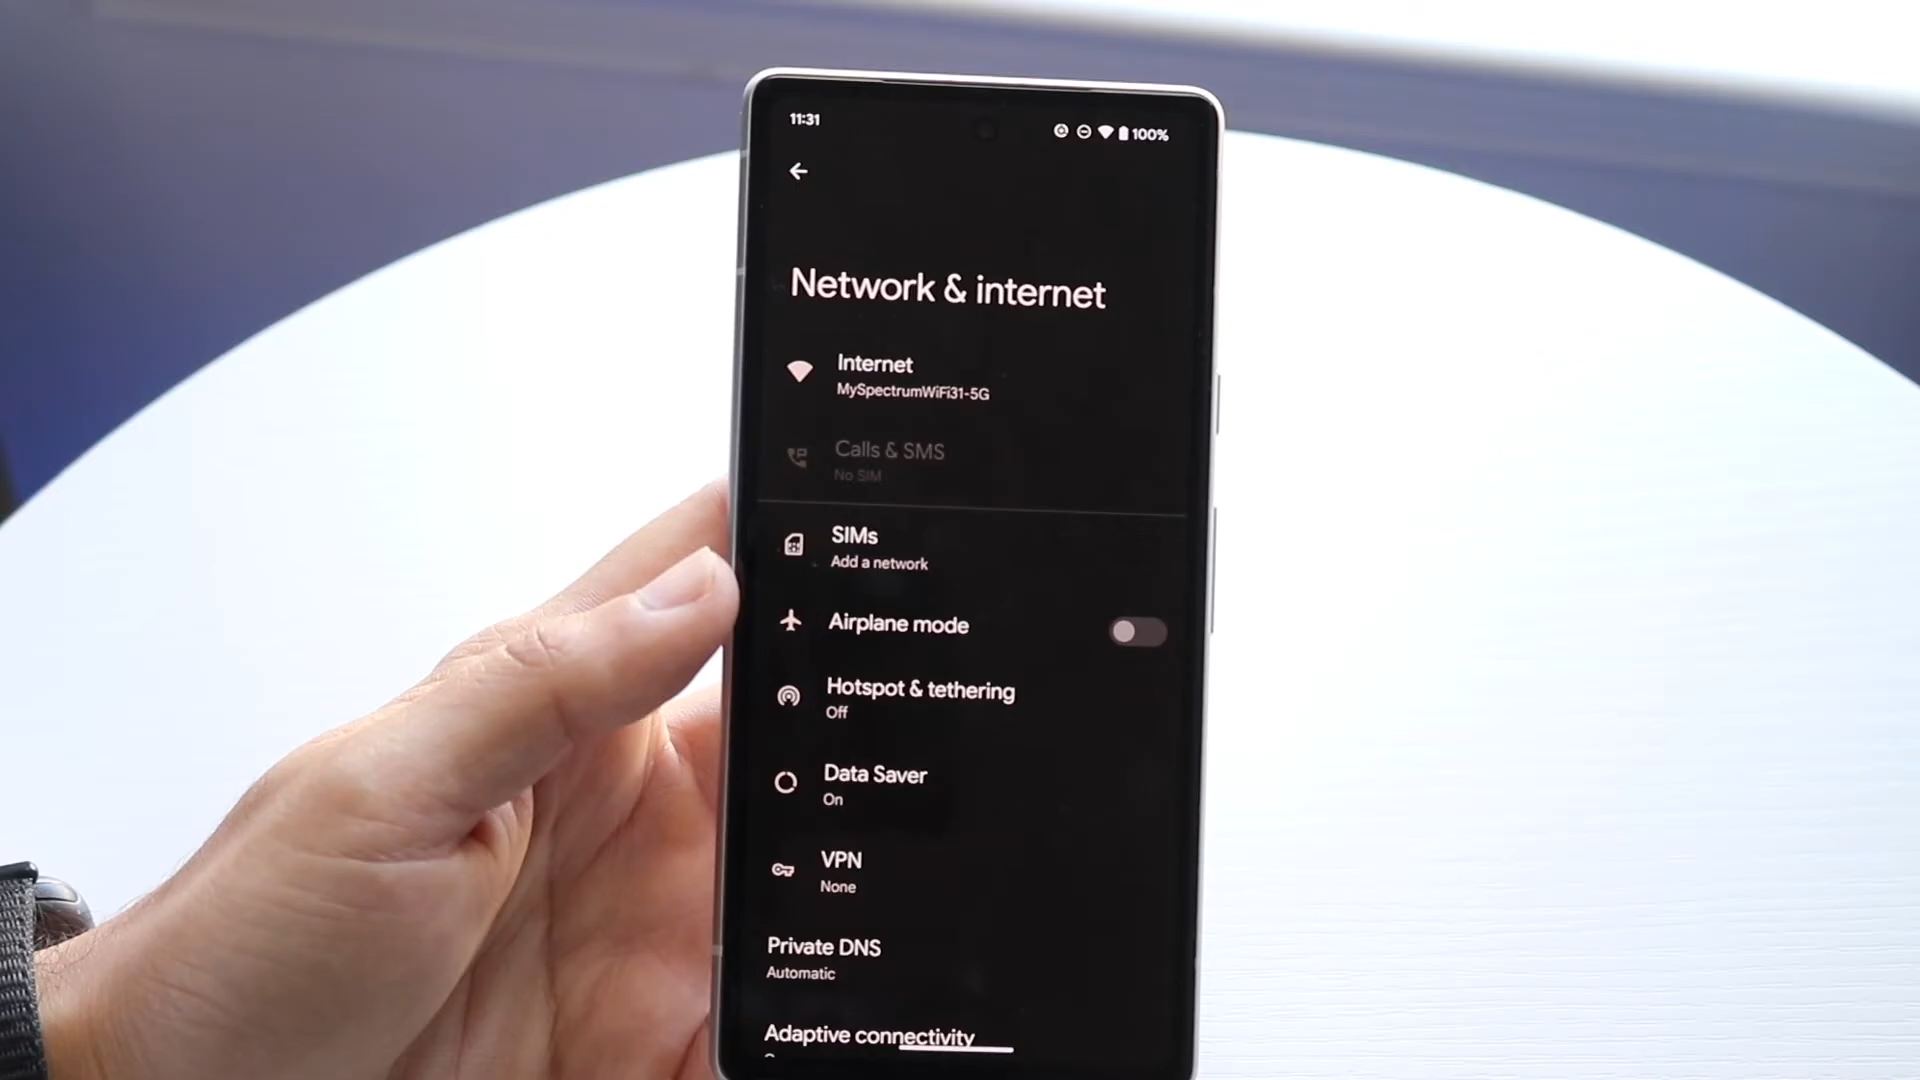 11:31
100%
Network & internet
Internet
MySpectrumWiFi31-5G
Calls & SMS
No SIM
SIMs
Add a network
Airplane mode
Hotspot & tethering
Off
Data Saver
On
VPN
None
Private DNS
Automatic
Adaptive connectivity